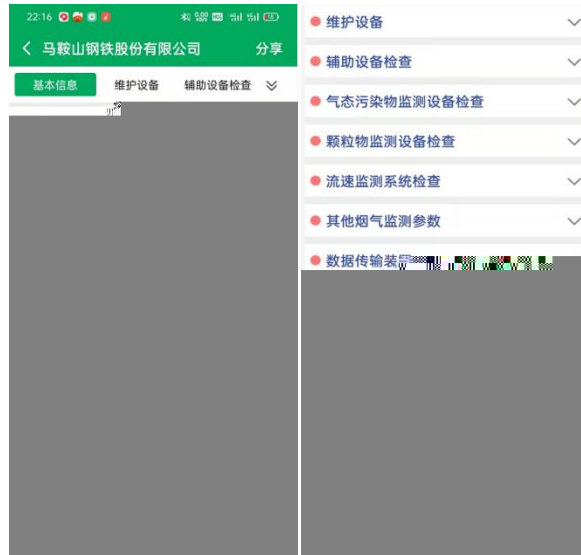 22:16
马鞍山钢铁股份有限公司
分享
基本信息 维护设备 辅助设备检查
维护设备
辅助设备检查
气态污染物监测设备检查
颗粒物监测设备检查
流速监测系统检查
其他烟气监测参数
数据传输装